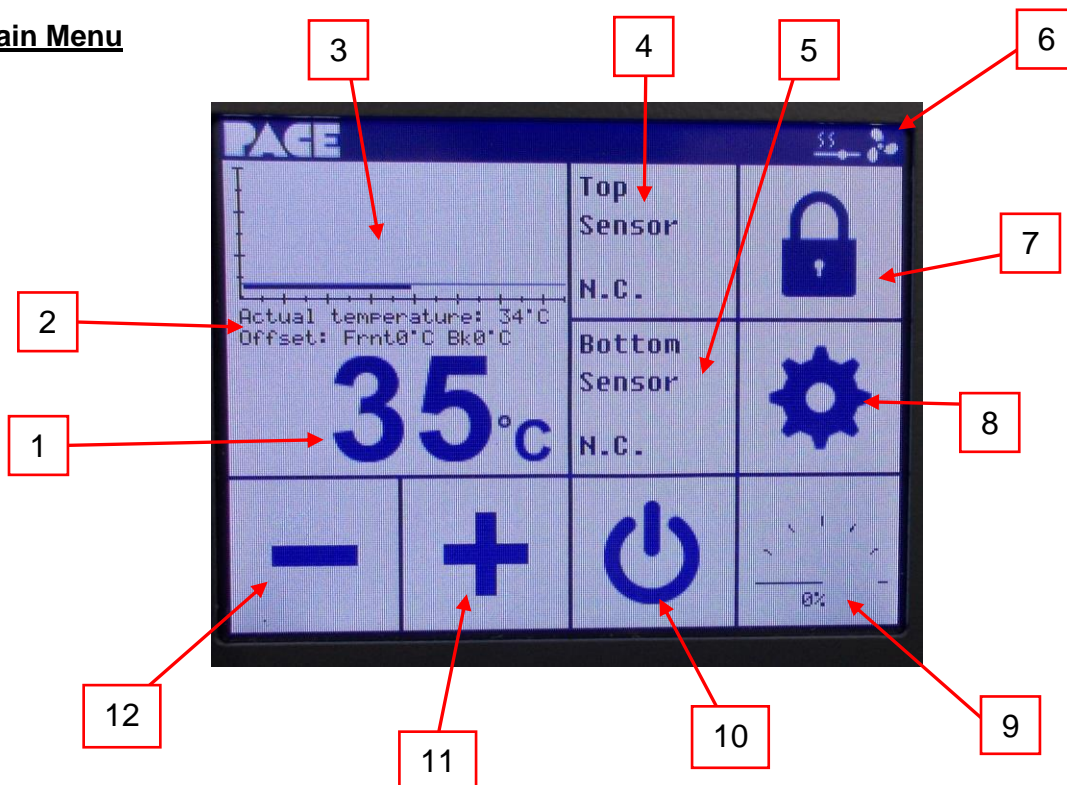 ain Menu
3
4
5
6
PACE
Top
Sensor
N.C.
7
2
Actual temperature: 34°C
Offset: Frnt0°C Bk0°C
35°C
Bottom
Sensor
N.C.
1
8
0%
12
11
10
9